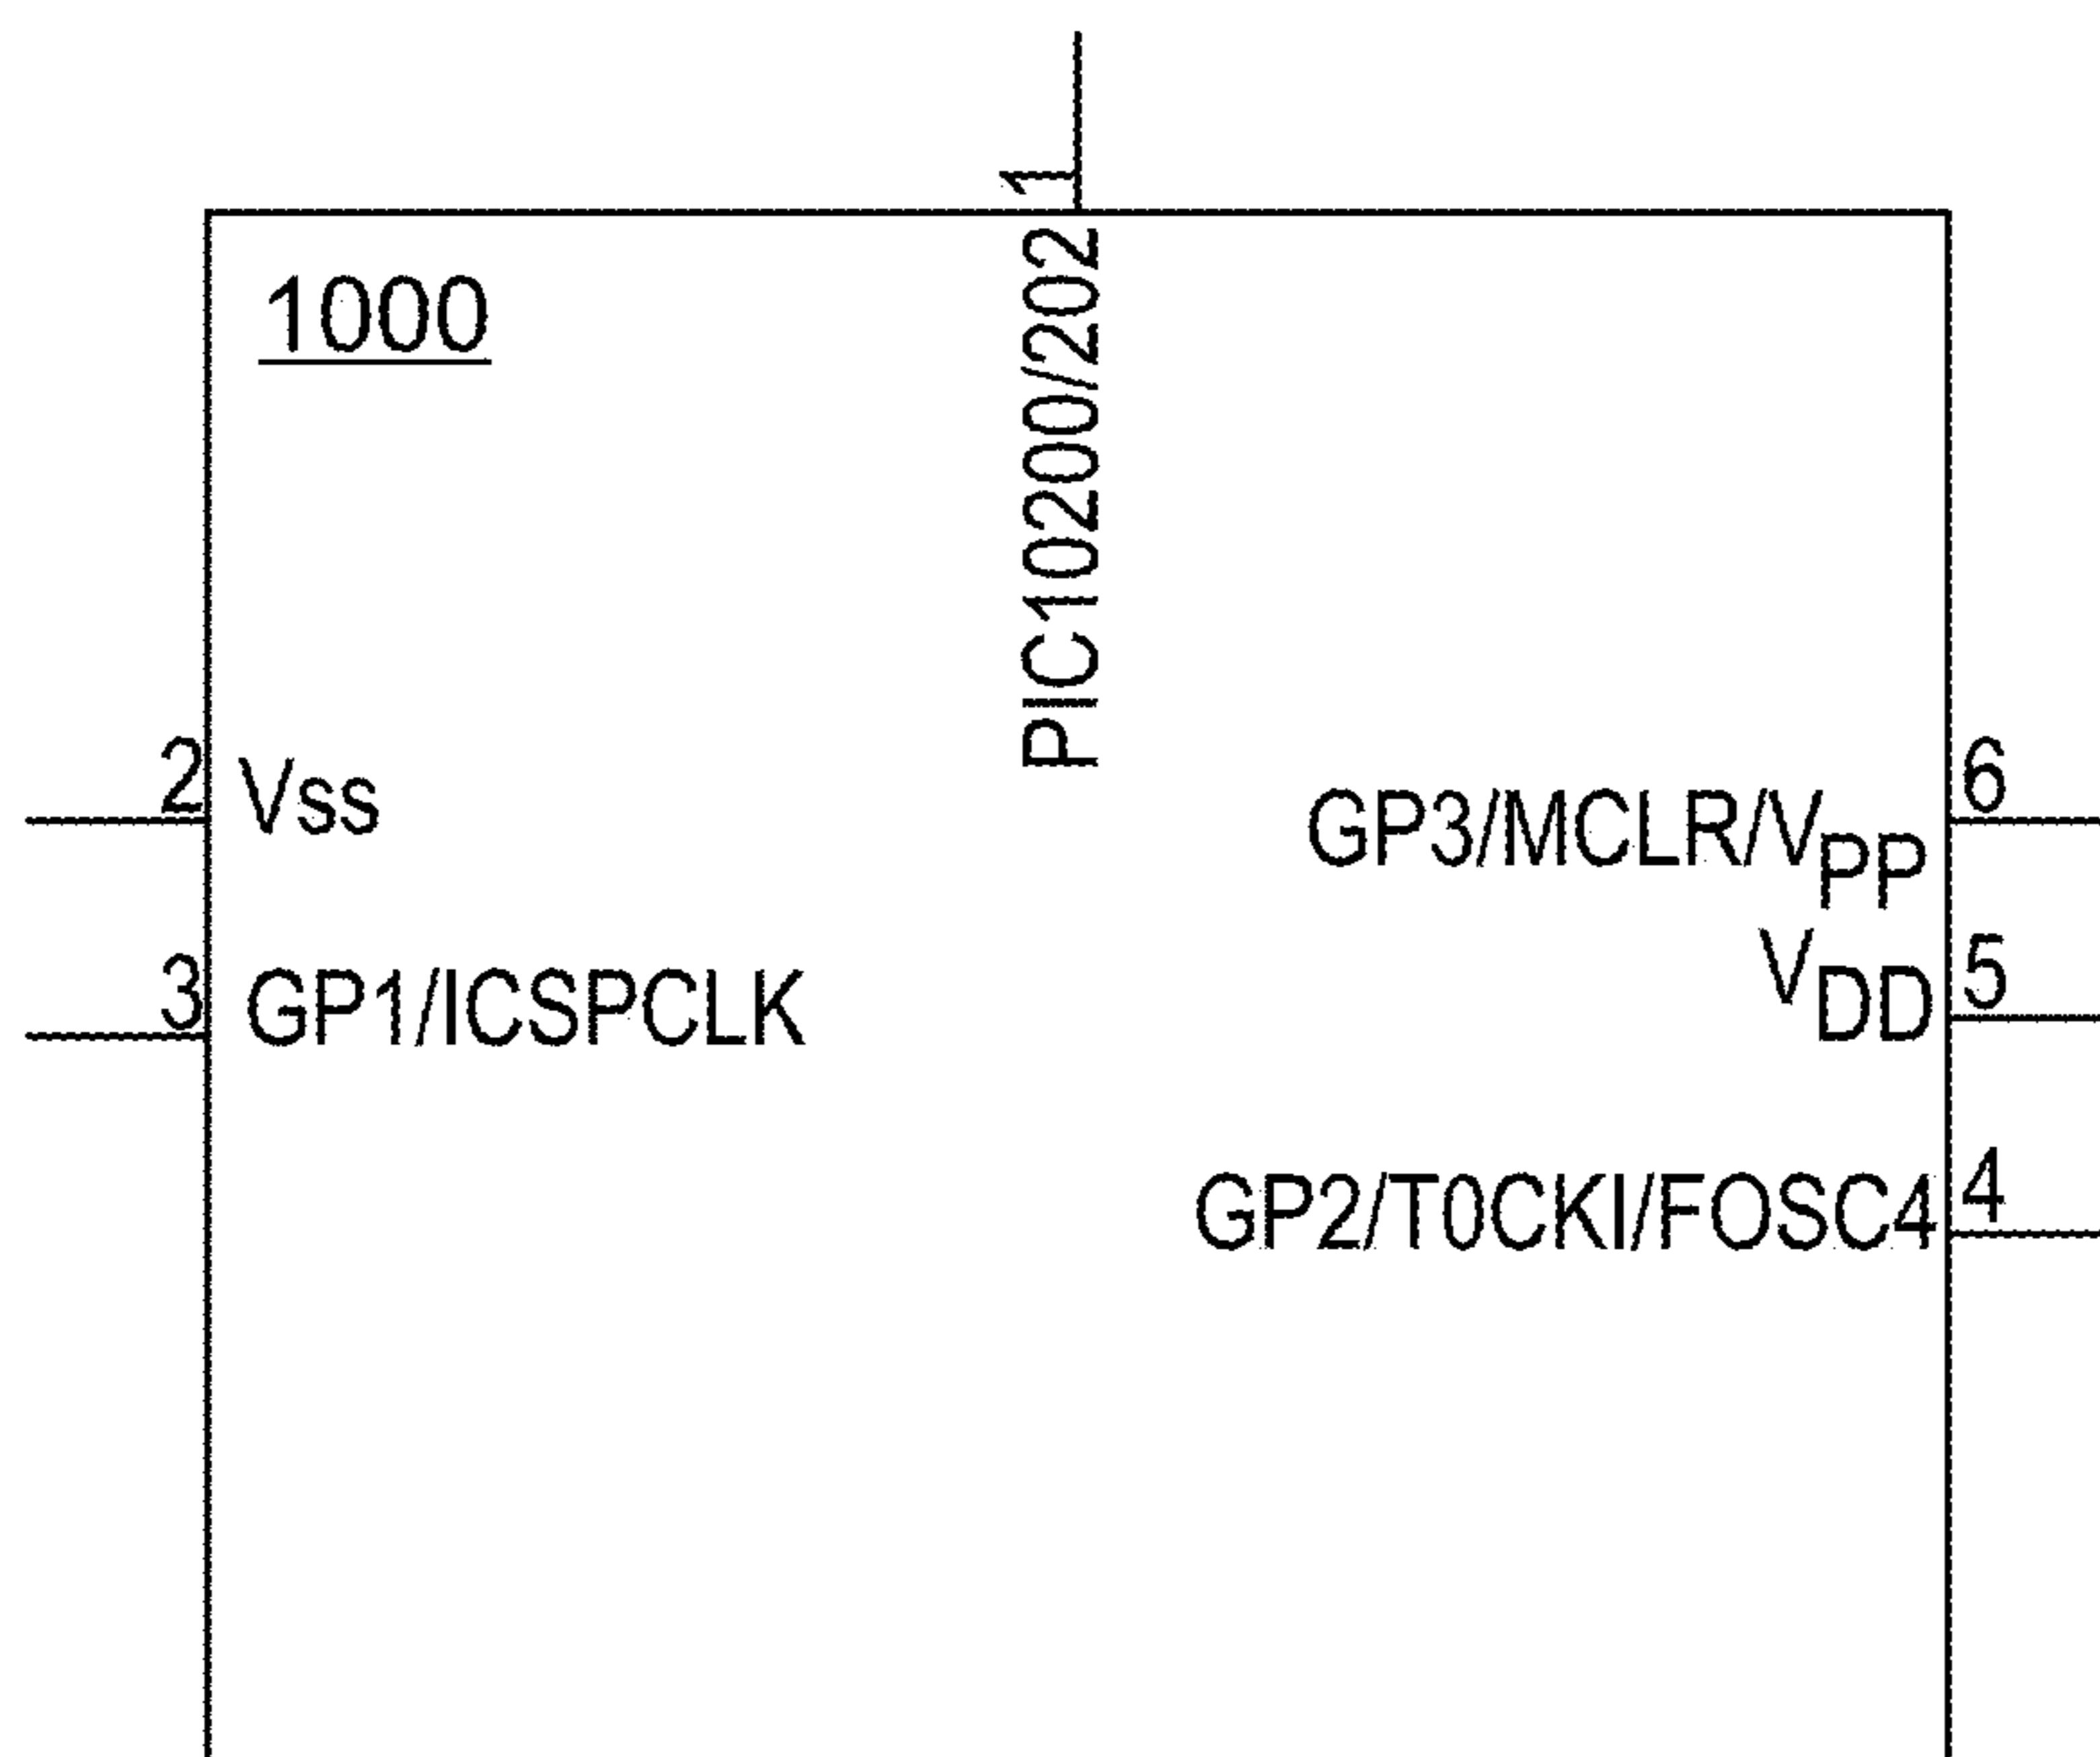 1
1000
PIC10200/202
2
Vss
6
GP3/MCLR/VPP
5
VDD
3
GP1/ICSPCLK
4
GP2/T0CKI/FOSC4